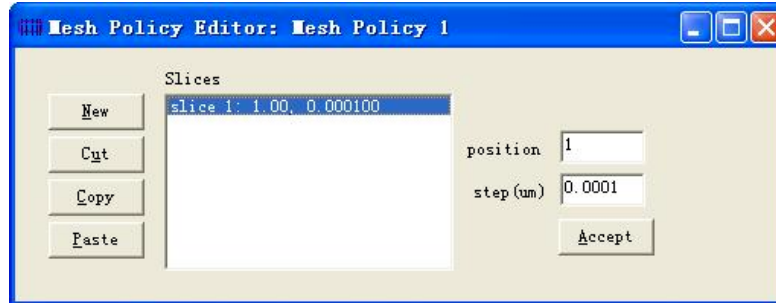 Mesh Policy Editor: Mesh Policy 1
Slices
New
slice 1: 1.00, 0.000100
Cut
position 1
Copy
step(um) 0.0001
Paste
Accept